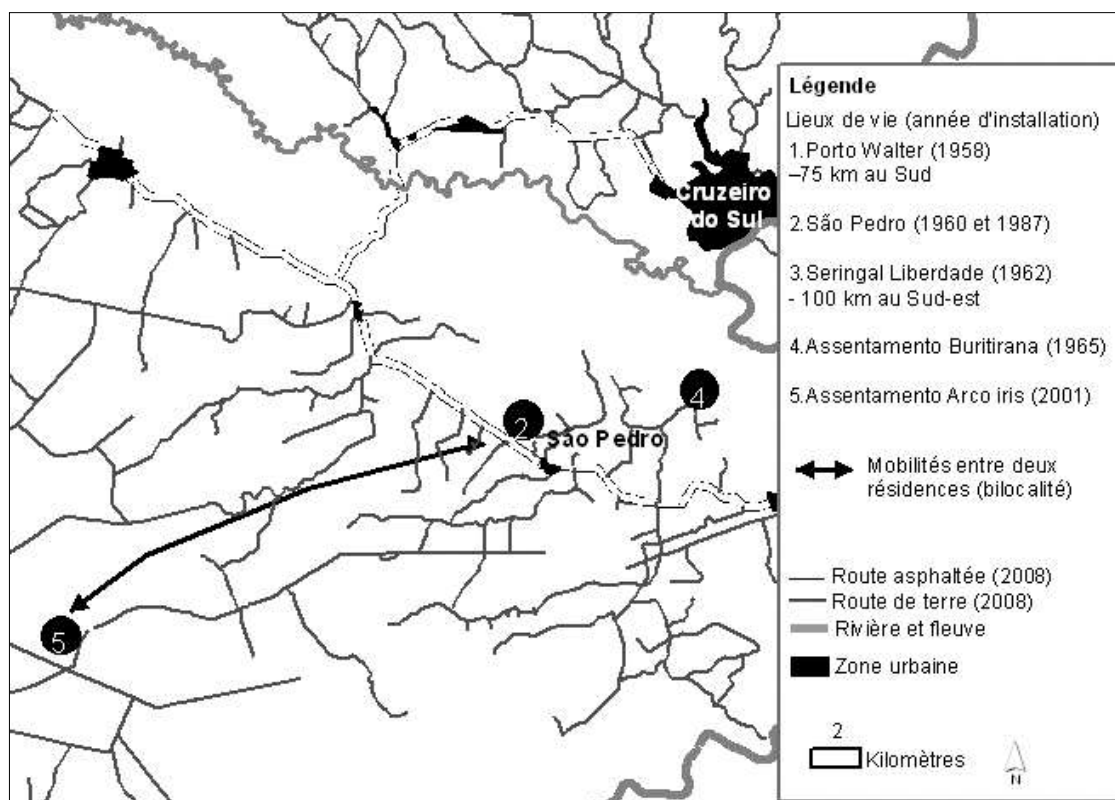 Légende
Lieux de vie (année d'installation)
1.Porto Walter (1958)
–75 km au Sud
2.São Pedro (1960 et 1987)
3.Seringal Liberdade (1962)
- 100 km au Sud-est
4.Assentamento Buritirana (1965)
5.Assentamento Arco iris (2001)
Mobilités entre deux
résidences (bilocalité)
Route asphaltée (2008)
Route de terre (2008)
Rivière et fleuve
Zone urbaine
2
Kilomètres
N
Cruzeiro
do Sul
4
2
São Pedro
5